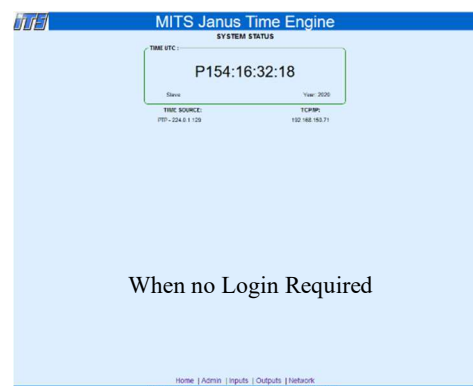 ITS
MITS Janus Time Engine
SYSTEM STATUS
TIME UTC :
P154:16:32:18
Slave Year: 2020
TIME SOURCE: TCP/IP:
PTP - 224.0.1.129 192.168.150.71
When no Login Required
Home | Admin | Inputs | Outputs | Network